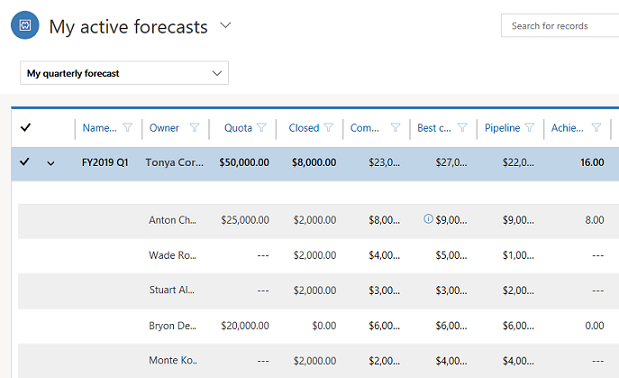 My active forecasts
Search for records
My quarterly forecast
Name... Owner Quota Closed Com... Best c... Pipeline Achie...
FY2019 Q1 Tonya Cor... $50,000.00 $8,000.00 $23,0... $27,0... $22,0... 16.00
Anton Ch... $25,000.00 $2,000.00 $8,00... $9,00... $9,00... 8.00
Wade Ro... --- $2,000.00 $4,00... $5,00... $1,00... ---
Stuart Al... --- $2,000.00 $3,00... $3,00... $2,00... ---
Bryon De... $20,000.00 $0.00 $6,00... $6,00... $6,00... 0.00
Monte Ko.. --- $2,000.00 $2,00... $4,00... $4,00... ---